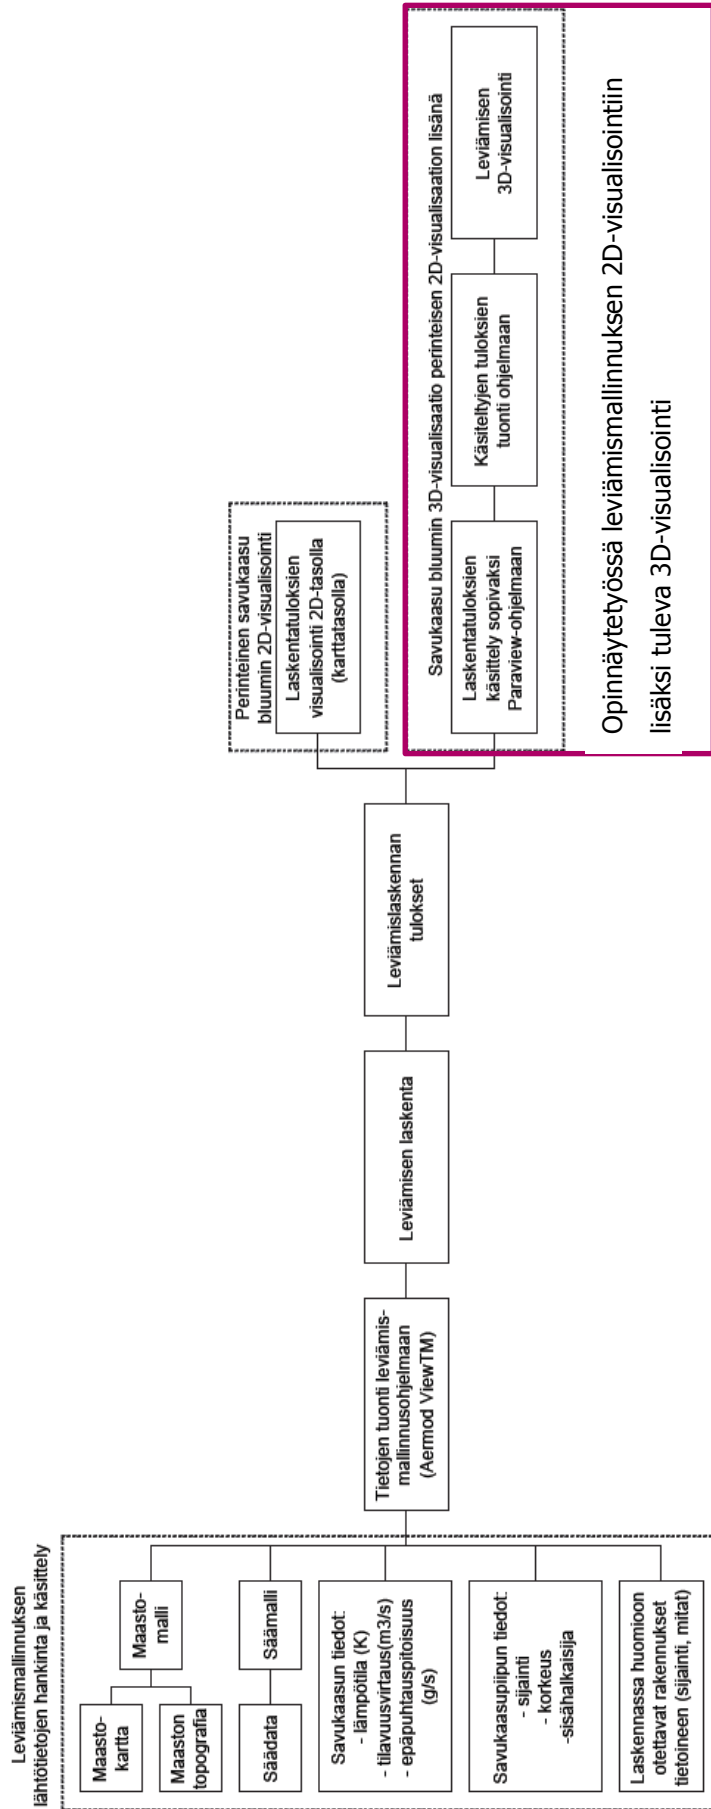 Leviämismallinnuksen
lähtötietojen hankinta ja käsittely
Maasto-
kartta
Maaston
topografia
Maasto-
malli
Säädata
Säämalli
Savukaasun tiedot:
- lämpötila (K)
- tilavuusvirtaus(m3/s)
- epäpuhtauspitoisuus
(g/s)
Savukaasupiipun tiedot:
- sijainti
- korkeus
-sisähalkaisija
Laskennassa huomioon
otettavat rakennukset
tietoineen (sijainti, mitat)
Tietojen tuonti leviämis-
mallinnusohjelmaan
(Aermod ViewTM)
Leviämisen laskenta
Leviämislaskennan
tulokset
Perinteinen savukaasu
bluumin 2D-visualisointi
Laskentatuloksien
visualisointi 2D-tasolla
(karttatasolla)
Savukaasu bluumin 3D-visualisaatio perinteisen 2D-visualisaation lisänä
Laskentatuloksien
käsittely sopivaksi
Paraview-ohjelmaan
Käsiteltyjen tuloksien
tuonti ohjelmaan
Leviämisen
3D-visualisointi
Opinnäytetyössä leviämismallinnuksen 2D-visualisointiin
lisäksi tuleva 3D-visualisointi